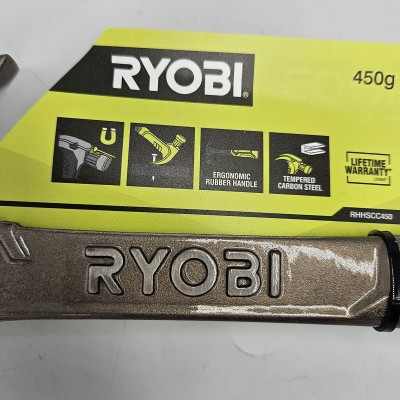 RYOBI
450g
ERGONOMIC
RUBBER HANDLE
TEMPERED
CARBON STEEL
LIFETIME
WARRANTY
RHHSCC450
RYOBI